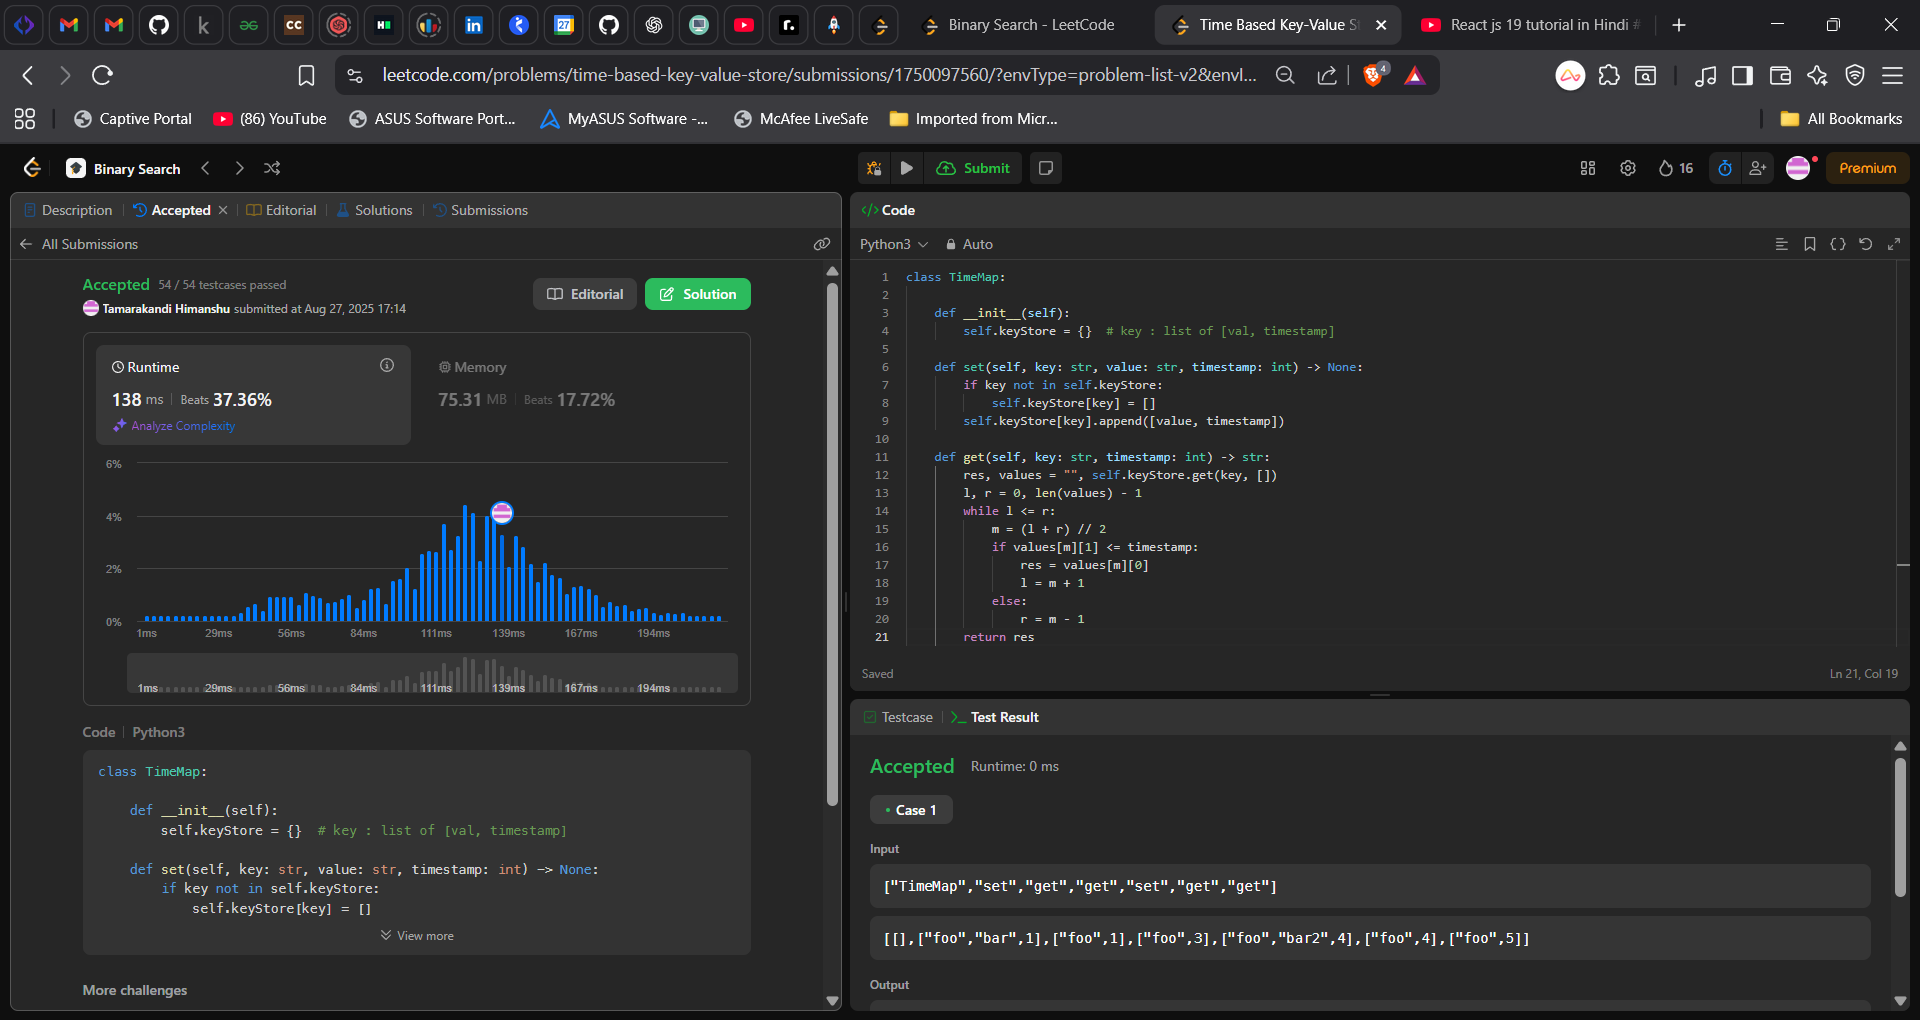 Binary Search - LeetCode
Time Based Key-Value S
React js 19 tutorial in Hindi #
leetcode.com/problems/time-based-key-value-store/submissions/1750097560/?envType=problem-list-v2&envI...
4
Captive Portal
(86) YouTube
ASUS Software Port...
MyASUS Software -...
McAfee LiveSafe
Imported from Micr...
All Bookmarks
Binary Search
Submit
16
Premium
Description
Accepted
Editorial
Solutions
Submissions
All Submissions
Accepted 54 / 54 testcases passed
Tamarakandi Himanshu submitted at Aug 27, 2025 17:14
Editorial
Solution
Runtime
138 ms Beats 37.36%
Analyze Complexity
Memory
75.31 MB Beats 17.72%
6%
4%
2%
0%
1ms 29ms 56ms 84ms 111ms 139ms 167ms 194ms
1ms 29ms 56ms 84ms 111ms 139ms 167ms 194ms
Code Python3
class TimeMap:
def __init__(self):
self.keyStore = {} # key : list of [val, timestamp]
def set(self, key: str, value: str, timestamp: int) -> None:
if key not in self.keyStore:
self.keyStore[key] = []
View more
More challenges
Code
Python3
Auto
1 class TimeMap:
2
3 def __init__(self):
4 self.keyStore = {} # key : list of [val, timestamp]
5
6 def set(self, key: str, value: str, timestamp: int) -> None:
7 if key not in self.keyStore:
8 self.keyStore[key] = []
9 self.keyStore[key].append([value, timestamp])
10
11 def get(self, key: str, timestamp: int) -> str:
12 res, values = "", self.keyStore.get(key, [])
13 l, r = 0, len(values) - 1
14 while l <= r:
15 m = (l + r) // 2
16 if values[m][1] <= timestamp:
17 res = values[m][0]
18 l = m + 1
19 else:
20 r = m - 1
21 return res
Saved
Ln 21, Col 19
Testcase
Test Result
Accepted Runtime: 0 ms
Case 1
Input
["TimeMap","set","get","get","set","get","get"]
[[],["foo","bar",1],["foo",1],["foo",3],["foo","bar2",4],["foo",4],["foo",5]]
Output